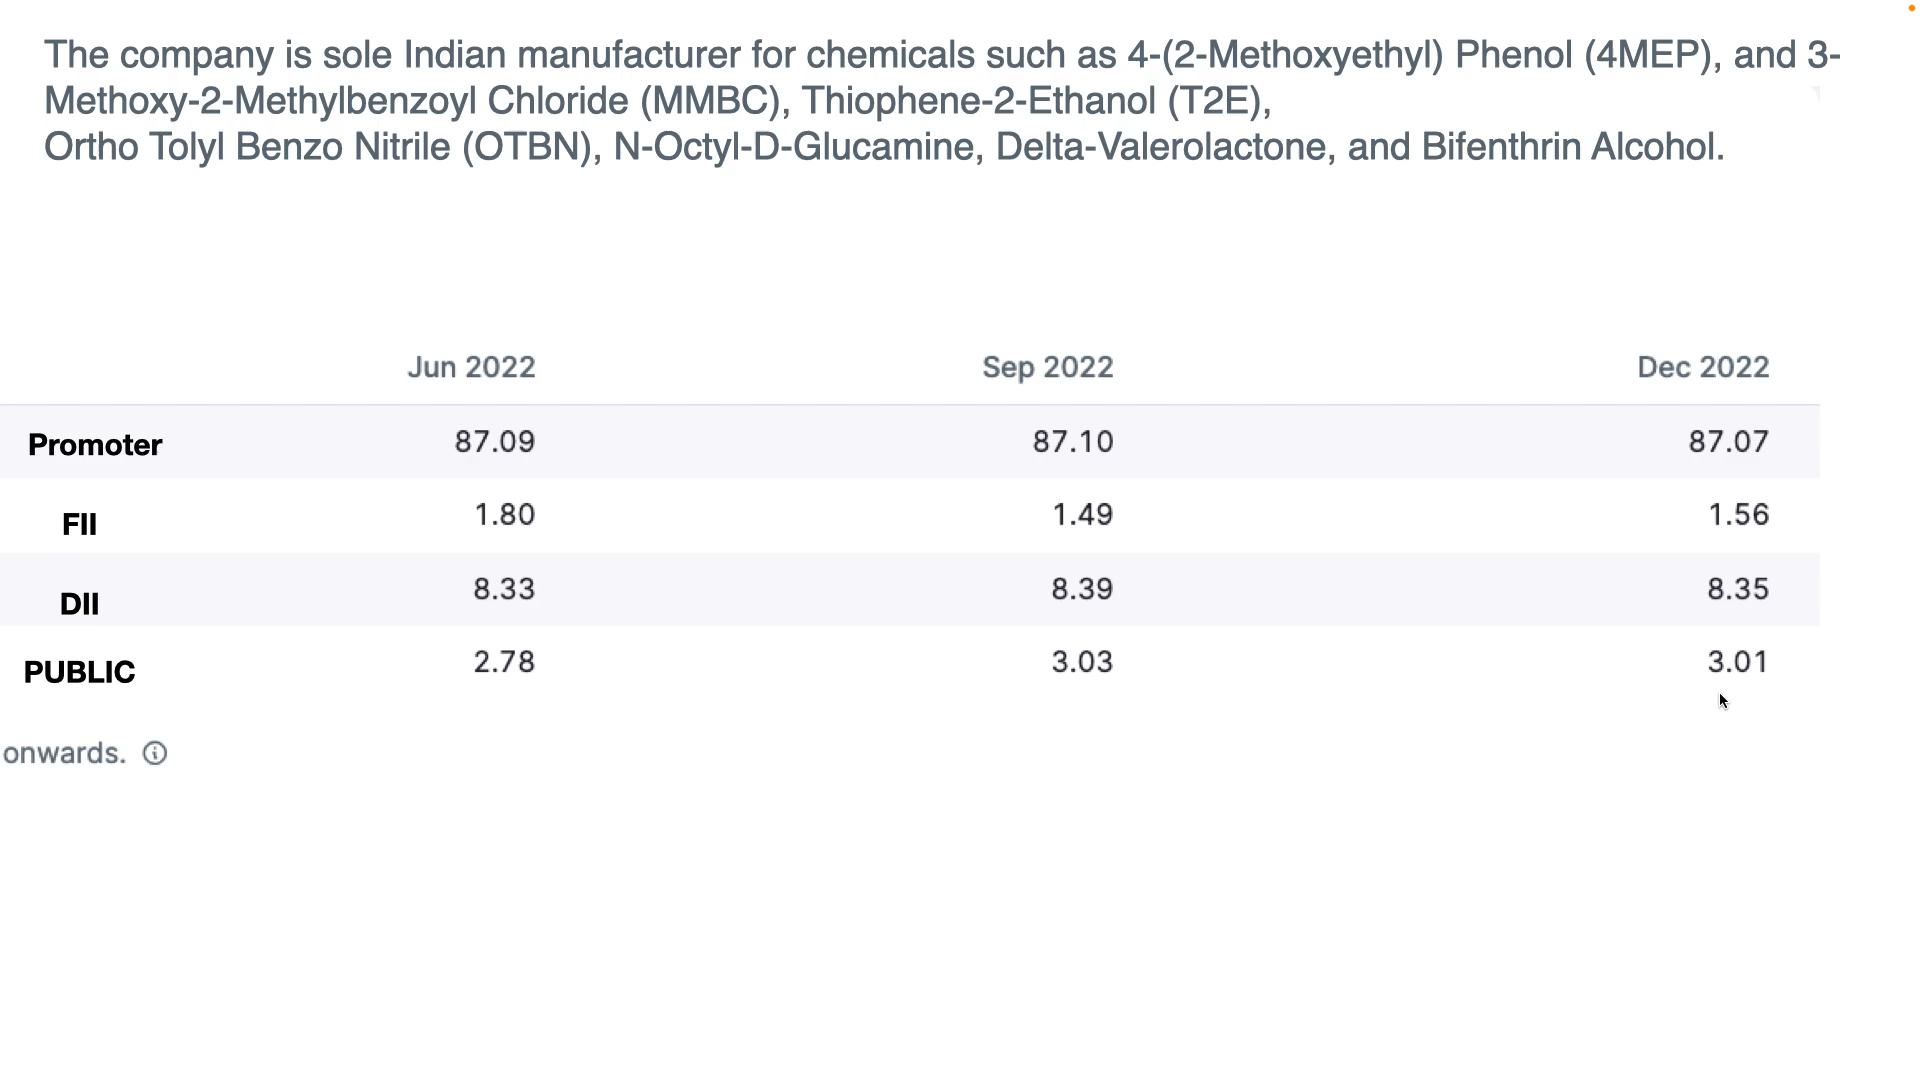 The company is sole Indian manufacturer for chemicals such as 4-(2-Methoxyethyl) Phenol (4MEP), and 3-
Methoxy-2-Methylbenzoyl Chloride (MMBC), Thiophene-2-Ethanol (T2E),
Ortho Tolyl Benzo Nitrile (OTBN), N-Octyl-D-Glucamine, Delta-Valerolactone, and Bifenthrin Alcohol.
Jun 2022 Sep 2022 Dec 2022
Promoter 87.09 87.10 87.07
FII 1.80 1.49 1.56
DII 8.33 8.39 8.35
PUBLIC 2.78 3.03 3.01
onwards.